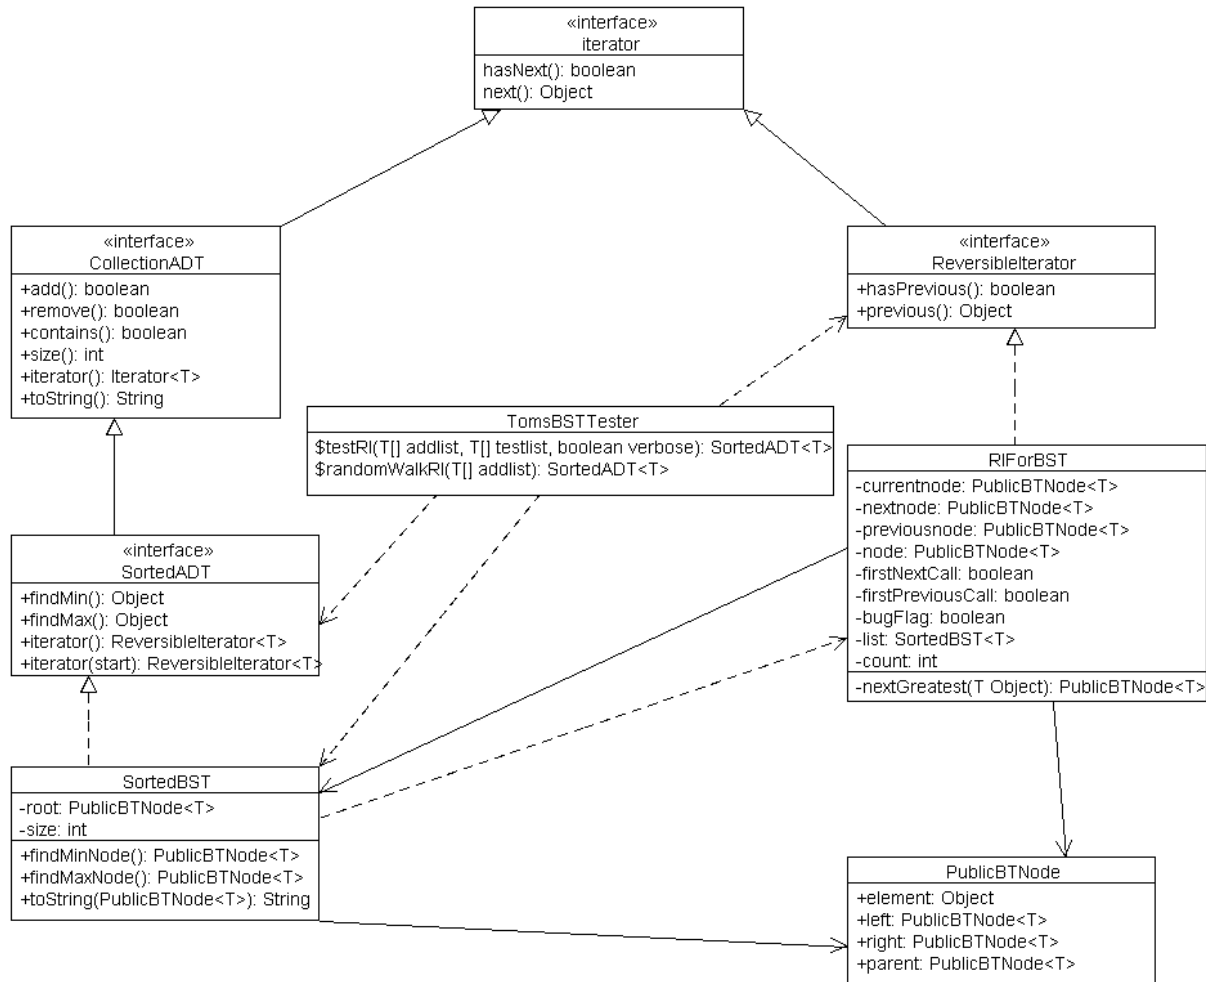 «interface»
iterator
hasNext(): boolean
next(): Object
«interface»
CollectionADT
+add(): boolean
+remove(): boolean
+contains(): boolean
+size(): int
+iterator(): Iterator<T>
+toString(): String
«interface»
ReversibleIterator
+hasPrevious(): boolean
+previous(): Object
TomsBSTTester
$testRI(T[] addlist, T[] testlist, boolean verbose): SortedADT<T>
$randomWalkRI(T[] addlist): SortedADT<T>
RIForBST
-currentnode: PublicBTNode<T>
-nextnode: PublicBTNode<T>
-previousnode: PublicBTNode<T>
-node: PublicBTNode<T>
-firstNextCall: boolean
-firstPreviousCall: boolean
-bugFlag: boolean
-list: SortedBST<T>
-count: int
-nextGreatest(T Object): PublicBTNode<T>
«interface»
SortedADT
+findMin(): Object
+findMax(): Object
+iterator(): ReversibleIterator<T>
+iterator(start): ReversibleIterator<T>
SortedBST
-root: PublicBTNode<T>
-size: int
+findMinNode(): PublicBTNode<T>
+findMaxNode(): PublicBTNode<T>
+toString(PublicBTNode<T>): String
PublicBTNode
+element: Object
+left: PublicBTNode<T>
+right: PublicBTNode<T>
+parent: PublicBTNode<T>